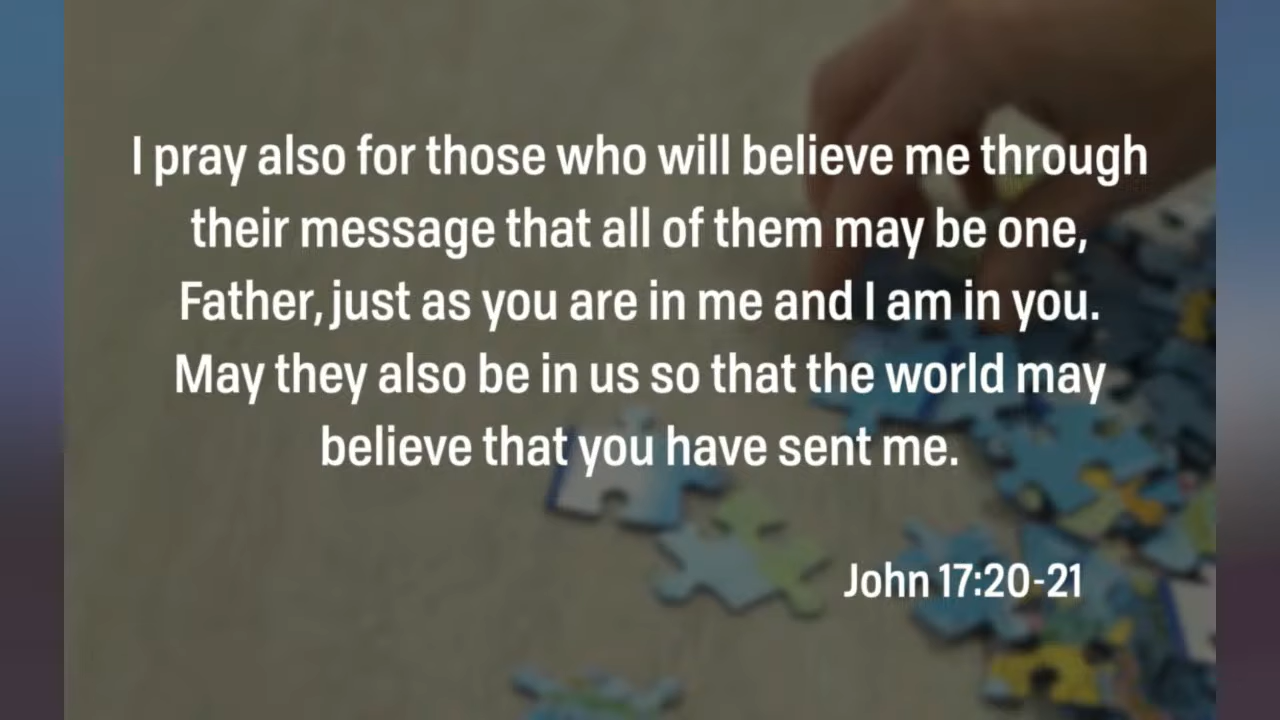 I pray also for those who will believe me through
their message that all of them may be one,
Father, just as you are in me and I am in you.
May they also be in us so that the world may
believe that you have sent me.
John 17:20-21